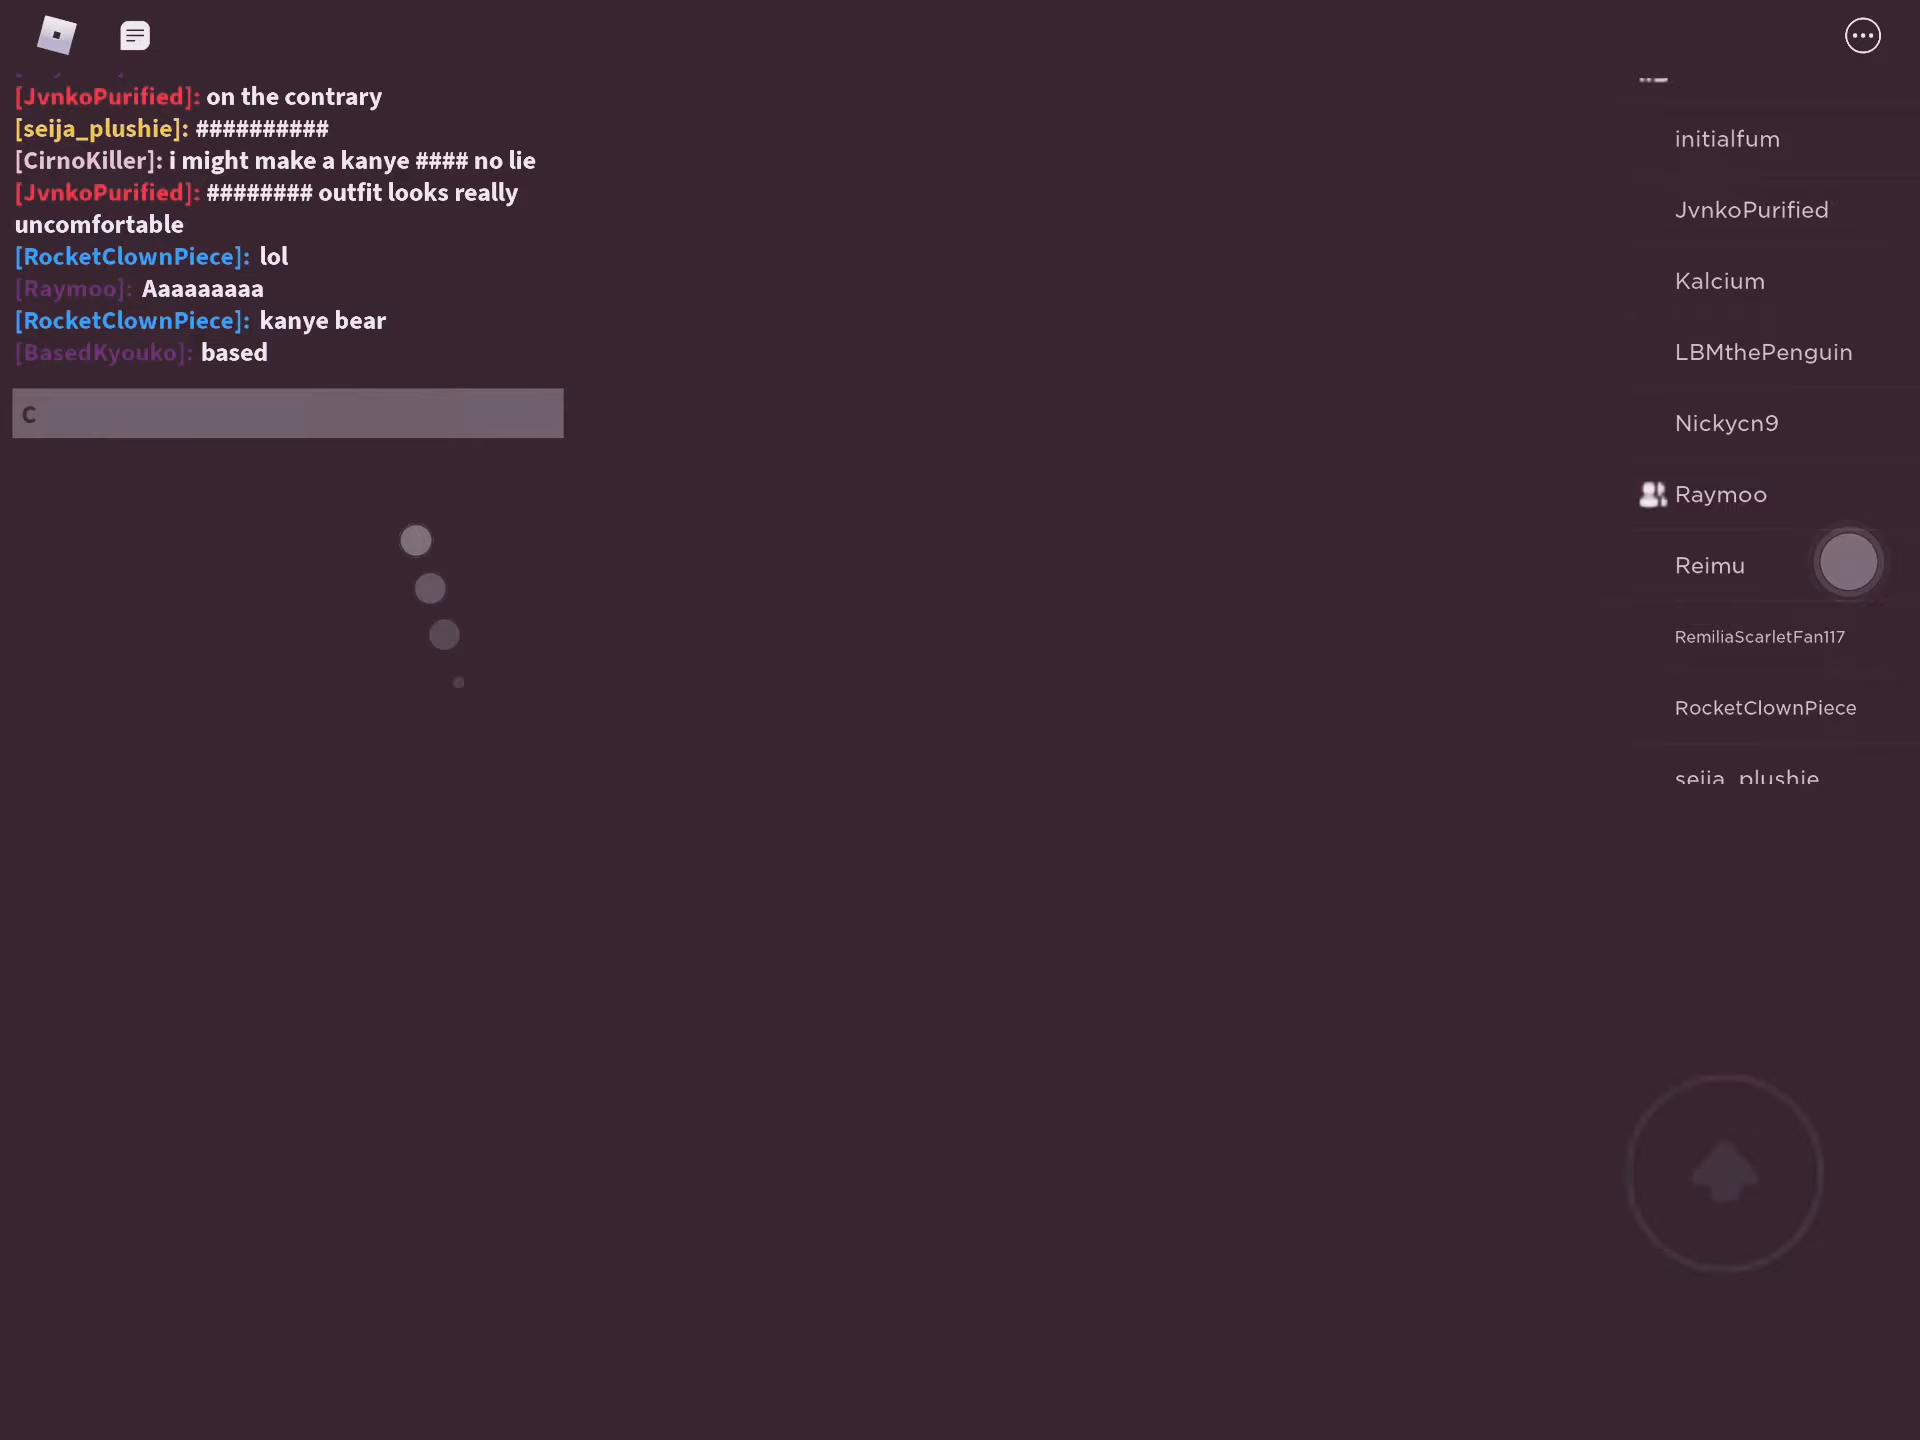 [JvnkoPurified]: on the contrary
[seija_plushie]: ##########
[CirnoKiller]: i might make a kanye #### no lie
[JvnkoPurified]: ######## outfit looks really
uncomfortable
[RocketClownPiece]: lol
[Raymoo]: Aaaaaaaaa
[RocketClownPiece]: kanye bear
[BasedKyouko]: based
C
initialfum
JvnkoPurified
Kalcium
LBMthePenguin
Nickycn9
Raymoo
Reimu
RemiliaScarletFan117
RocketClownPiece
seija_plushie